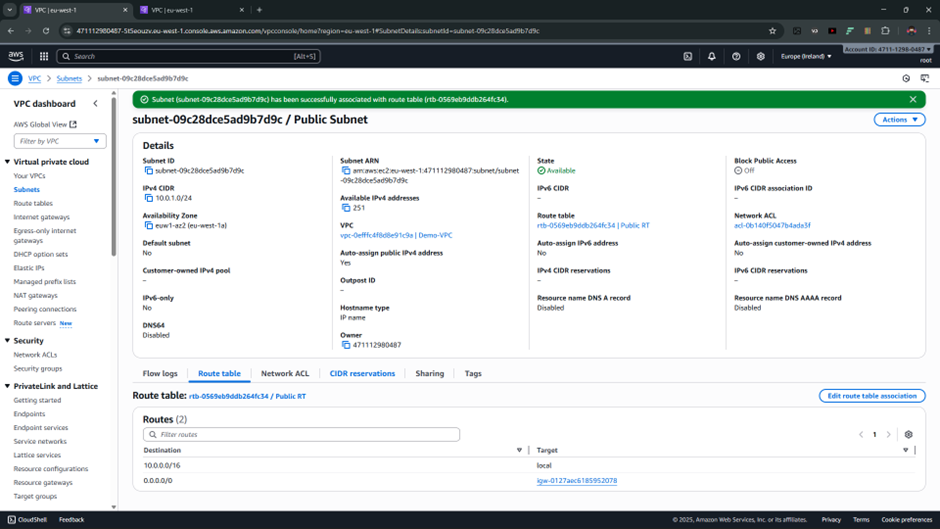 VPC | eu-west-1
VPC | eu-west-1
471112980487-5t5eouzv.eu-west-1.console.aws.amazon.com/vpcconsole/home?region=eu-west-1#SubnetDetails:subnetId=subnet-09c28dce5ad9b7d9c
aws
Search
[Alt+S]
Europe (Ireland)
Account ID: 4711-1298-0487
root
VPC
Subnets
subnet-09c28dce5ad9b7d9c
VPC dashboard
AWS Global View
Filter by VPC
Virtual private cloud
Your VPCs
Subnets
Route tables
Internet gateways
Egress-only internet
gateways
DHCP option sets
Elastic IPs
Managed prefix lists
NAT gateways
Peering connections
Route servers New
Security
Network ACLs
Security groups
PrivateLink and Lattice
Getting started
Endpoints
Endpoint services
Service networks
Lattice services
Resource configurations
Resource gateways
Target groups
Subnet (subnet-09c28dce5ad9b7d9c) has been successfully associated with route table (rtb-0569eb9ddb264fc34).
subnet-09c28dce5ad9b7d9c / Public Subnet
Actions
Details
Subnet ID
subnet-09c28dce5ad9b7d9c
IPv4 CIDR
10.0.1.0/24
Availability Zone
euw1-az2 (eu-west-1a)
Default subnet
No
Customer-owned IPv4 pool
–
IPv6-only
No
DNS64
Disabled
Subnet ARN
arn:aws:ec2:eu-west-1:471112980487:subnet/subnet
-09c28dce5ad9b7d9c
Available IPv4 addresses
251
VPC
vpc-0efffc4f8d8e91c9a | Demo-VPC
Auto-assign public IPv4 address
Yes
Outpost ID
–
Hostname type
IP name
Owner
471112980487
State
Available
IPv6 CIDR
–
Route table
rtb-0569eb9ddb264fc34 | Public RT
Auto-assign IPv6 address
No
IPv4 CIDR reservations
–
Resource name DNS A record
Disabled
Block Public Access
Off
IPv6 CIDR association ID
–
Network ACL
acl-0b140f5047b4ada3f
Auto-assign customer-owned IPv4 address
No
IPv6 CIDR reservations
–
Resource name DNS AAAA record
Disabled
Flow logs
Route table
Network ACL
CIDR reservations
Sharing
Tags
Route table: rtb-0569eb9ddb264fc34 / Public RT
Edit route table association
Routes (2)
Filter routes
1
Destination
Target
10.0.0.0/16
local
0.0.0.0/0
igw-0127aec6185952078
CloudShell
Feedback
© 2025, Amazon Web Services, Inc. or its affiliates.
Privacy
Terms
Cookie preferences